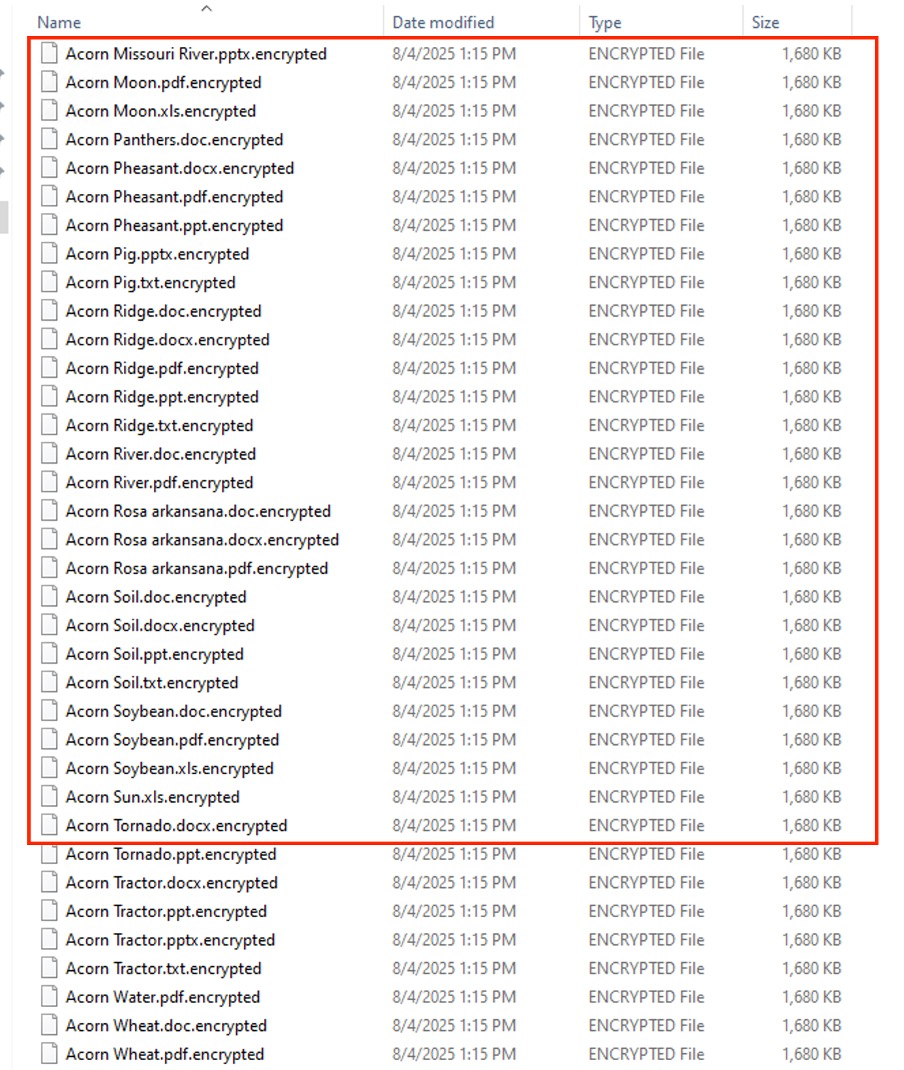 Name Date modified Type Size
Acorn Missouri River.pptx.encrypted 8/4/2025 1:15 PM ENCRYPTED File 1,680 KB
Acorn Moon.pdf.encrypted 8/4/2025 1:15 PM ENCRYPTED File 1,680 KB
Acorn Moon.xls.encrypted 8/4/2025 1:15 PM ENCRYPTED File 1,680 KB
Acorn Panthers.doc.encrypted 8/4/2025 1:15 PM ENCRYPTED File 1,680 KB
Acorn Pheasant.docx.encrypted 8/4/2025 1:15 PM ENCRYPTED File 1,680 KB
Acorn Pheasant.pdf.encrypted 8/4/2025 1:15 PM ENCRYPTED File 1,680 KB
Acorn Pheasant.ppt.encrypted 8/4/2025 1:15 PM ENCRYPTED File 1,680 KB
Acorn Pig.pptx.encrypted 8/4/2025 1:15 PM ENCRYPTED File 1,680 KB
Acorn Pig.txt.encrypted 8/4/2025 1:15 PM ENCRYPTED File 1,680 KB
Acorn Ridge.doc.encrypted 8/4/2025 1:15 PM ENCRYPTED File 1,680 KB
Acorn Ridge.docx.encrypted 8/4/2025 1:15 PM ENCRYPTED File 1,680 KB
Acorn Ridge.pdf.encrypted 8/4/2025 1:15 PM ENCRYPTED File 1,680 KB
Acorn Ridge.ppt.encrypted 8/4/2025 1:15 PM ENCRYPTED File 1,680 KB
Acorn Ridge.txt.encrypted 8/4/2025 1:15 PM ENCRYPTED File 1,680 KB
Acorn River.doc.encrypted 8/4/2025 1:15 PM ENCRYPTED File 1,680 KB
Acorn River.pdf.encrypted 8/4/2025 1:15 PM ENCRYPTED File 1,680 KB
Acorn Rosa arkansana.doc.encrypted 8/4/2025 1:15 PM ENCRYPTED File 1,680 KB
Acorn Rosa arkansana.docx.encrypted 8/4/2025 1:15 PM ENCRYPTED File 1,680 KB
Acorn Rosa arkansana.pdf.encrypted 8/4/2025 1:15 PM ENCRYPTED File 1,680 KB
Acorn Soil.doc.encrypted 8/4/2025 1:15 PM ENCRYPTED File 1,680 KB
Acorn Soil.docx.encrypted 8/4/2025 1:15 PM ENCRYPTED File 1,680 KB
Acorn Soil.ppt.encrypted 8/4/2025 1:15 PM ENCRYPTED File 1,680 KB
Acorn Soil.txt.encrypted 8/4/2025 1:15 PM ENCRYPTED File 1,680 KB
Acorn Soybean.doc.encrypted 8/4/2025 1:15 PM ENCRYPTED File 1,680 KB
Acorn Soybean.pdf.encrypted 8/4/2025 1:15 PM ENCRYPTED File 1,680 KB
Acorn Soybean.xls.encrypted 8/4/2025 1:15 PM ENCRYPTED File 1,680 KB
Acorn Sun.xls.encrypted 8/4/2025 1:15 PM ENCRYPTED File 1,680 KB
Acorn Tornado.docx.encrypted 8/4/2025 1:15 PM ENCRYPTED File 1,680 KB
Acorn Tornado.ppt.encrypted 8/4/2025 1:15 PM ENCRYPTED File 1,680 KB
Acorn Tractor.docx.encrypted 8/4/2025 1:15 PM ENCRYPTED File 1,680 KB
Acorn Tractor.ppt.encrypted 8/4/2025 1:15 PM ENCRYPTED File 1,680 KB
Acorn Tractor.pptx.encrypted 8/4/2025 1:15 PM ENCRYPTED File 1,680 KB
Acorn Tractor.txt.encrypted 8/4/2025 1:15 PM ENCRYPTED File 1,680 KB
Acorn Water.pdf.encrypted 8/4/2025 1:15 PM ENCRYPTED File 1,680 KB
Acorn Wheat.doc.encrypted 8/4/2025 1:15 PM ENCRYPTED File 1,680 KB
Acorn Wheat.pdf.encrypted 8/4/2025 1:15 PM ENCRYPTED File 1,680 KB